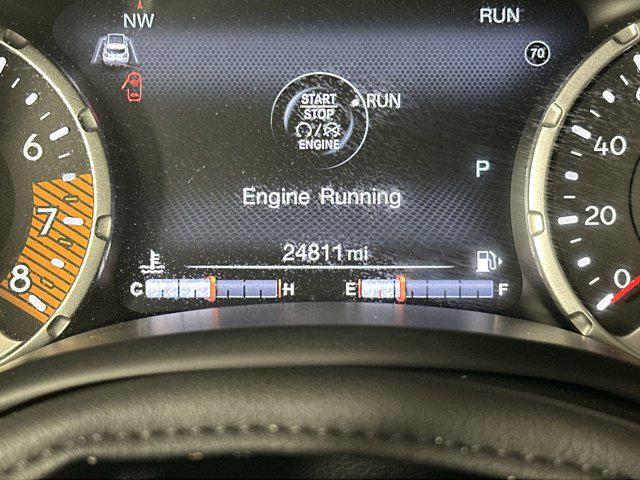 NW
RUN
70
START
STOP
RUN
ENGINE
P
Engine Running
24811 mi
C H
E F
6
7
8
40
20
0